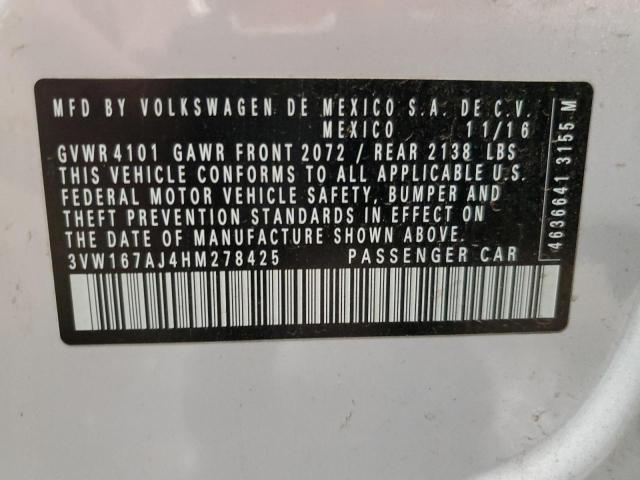 MFD BY VOLKSWAGEN DE MEXICO S.A. DE C.V.
MEXICO 11/16
GVWR 4101 GAWR FRONT 2072 / REAR 2138 LBS
THIS VEHICLE CONFORMS TO ALL APPLICABLE U.S.
FEDERAL MOTOR VEHICLE SAFETY, BUMPER AND
THEFT PREVENTION STANDARDS IN EFFECT ON
THE DATE OF MANUFACTURE SHOWN ABOVE.
3VW167AJ4HM278425 PASSENGER CAR
46366413155 M